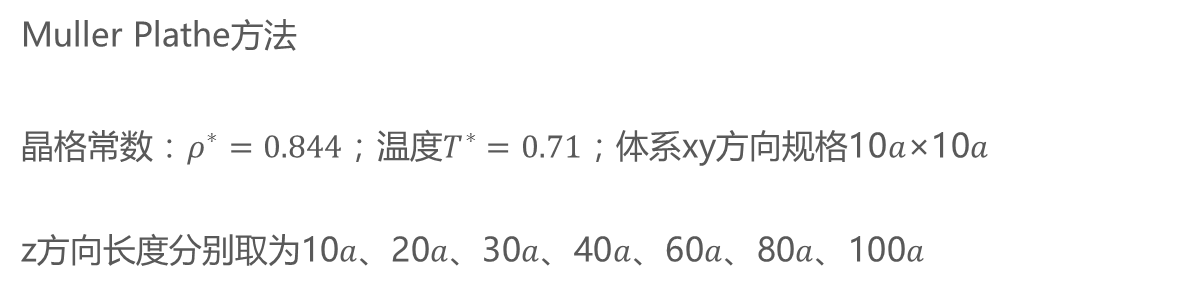 Muller Plathe方法
晶格常数：ρ* = 0.844；温度T* = 0.71；体系xy方向规格10a×10a
z方向长度分别取为10a、20a、30a、40a、60a、80a、100a